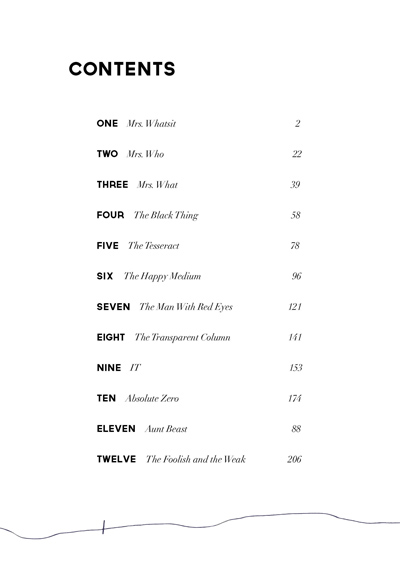 CONTENTS
ONE Mrs. Whatsit 2
TWO Mrs. Who 22
THREE Mrs. What 39
FOUR The Black Thing 58
FIVE The Tesseract 78
SIX The Happy Medium 96
SEVEN The Man With Red Eyes 121
EIGHT The Transparent Column 141
NINE IT 153
TEN Absolute Zero 174
ELEVEN Aunt Beast 88
TWELVE The Foolish and the Weak 206